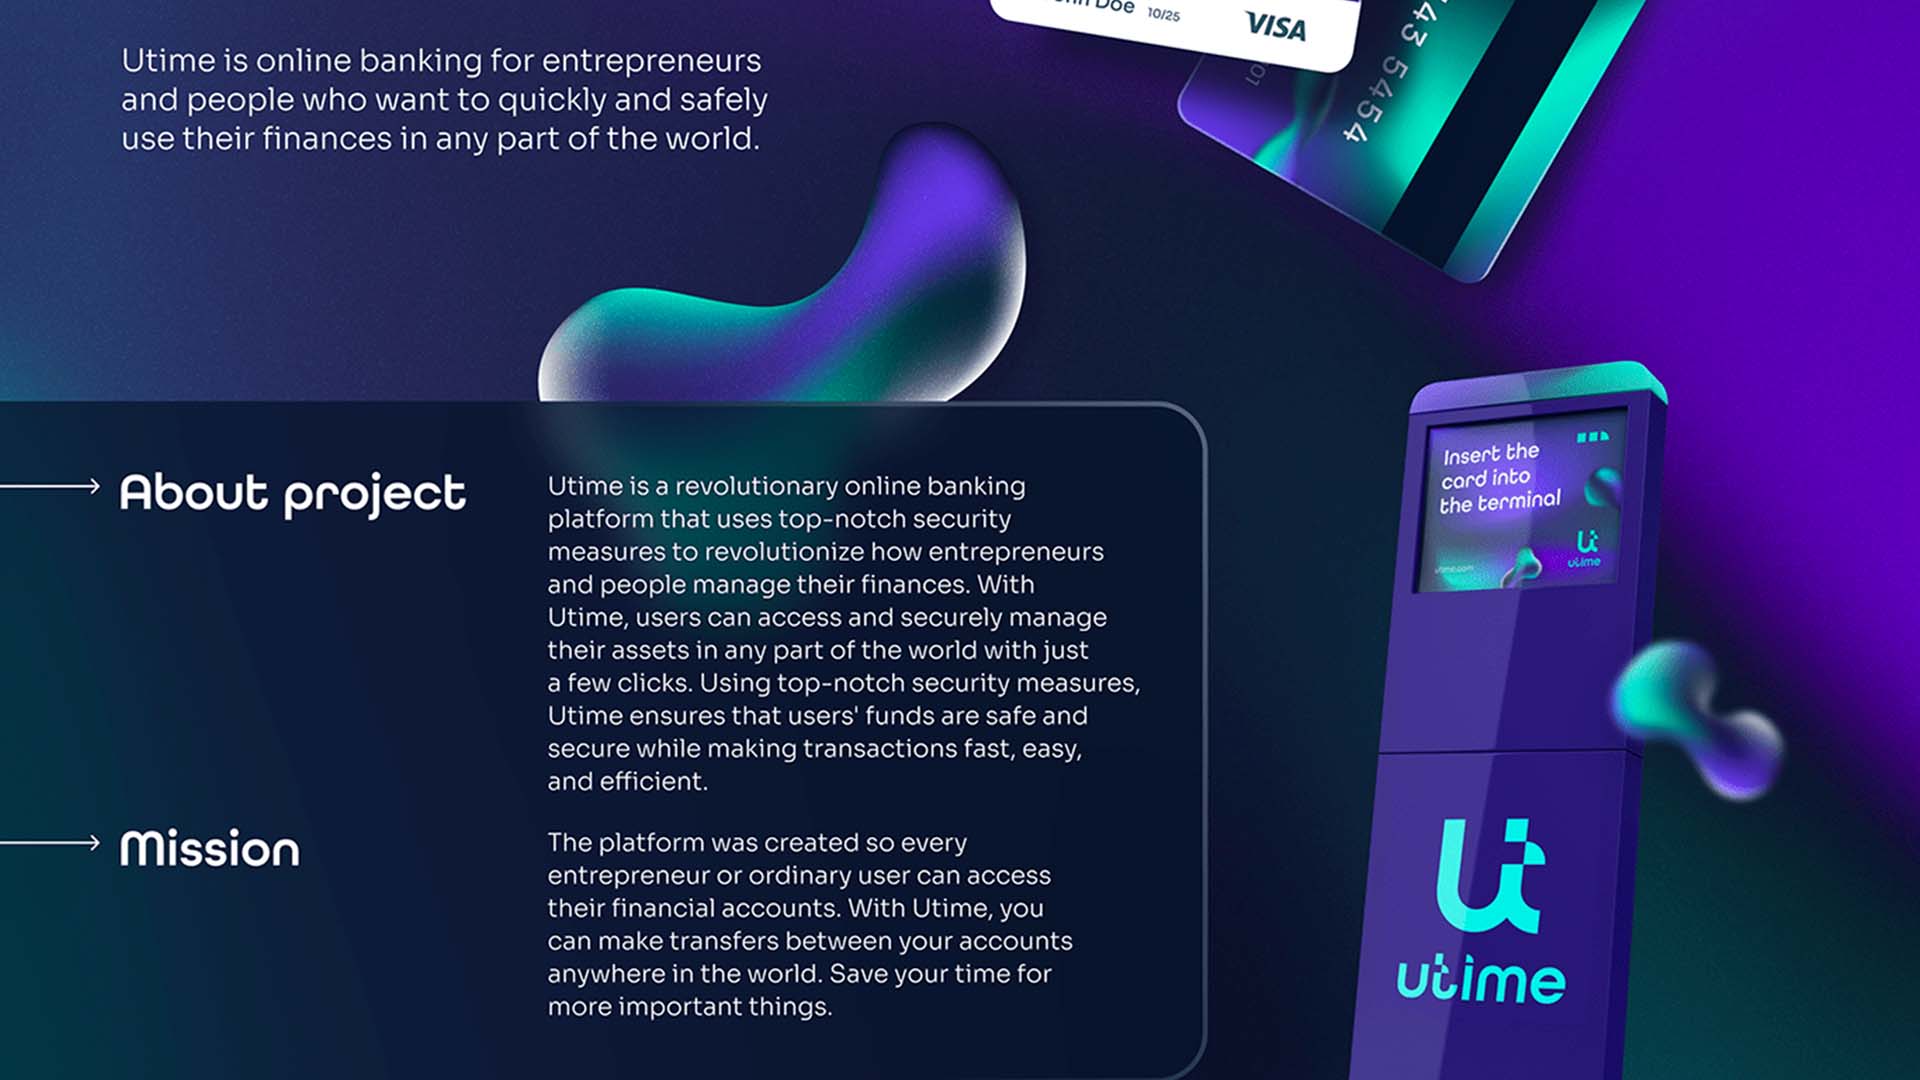 Doe 10/25
VISA
43 5454
Utime is online banking for entrepreneurs
and people who want to quickly and safely
use their finances in any part of the world.
About project
Utime is a revolutionary online banking
platform that uses top-notch security
measures to revolutionize how entrepreneurs
and people manage their finances. With
Utime, users can access and securely manage
their assets in any part of the world with just
a few clicks. Using top-notch security measures,
Utime ensures that users' funds are safe and
secure while making transactions fast, easy,
and efficient.
Mission
The platform was created so every
entrepreneur or ordinary user can access
their financial accounts. With Utime, you
can make transfers between your accounts
anywhere in the world. Save your time for
more important things.
Insert the
card into
the terminal
utime
utime.com
utime